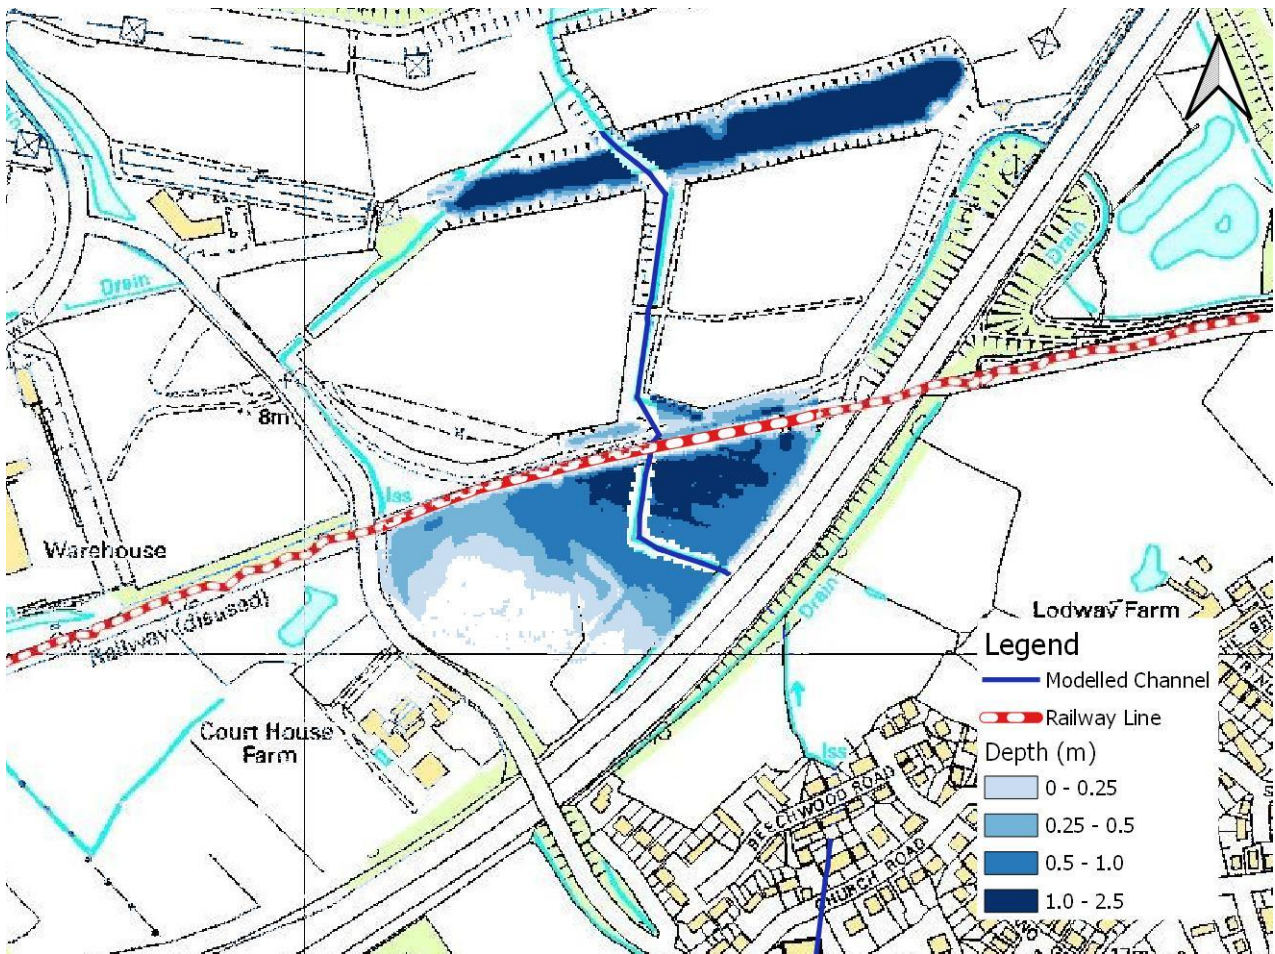 Drain
Drain
8m
Iss
Warehouse
Railway (disused)
Drain
Lodway Farm
Court House
Farm
Iss
BEECHWOOD ROAD
CHURCH ROAD
Legend
Modelled Channel
Railway Line
Depth (m)
0 - 0.25
0.25 - 0.5
0.5 - 1.0
1.0 - 2.5